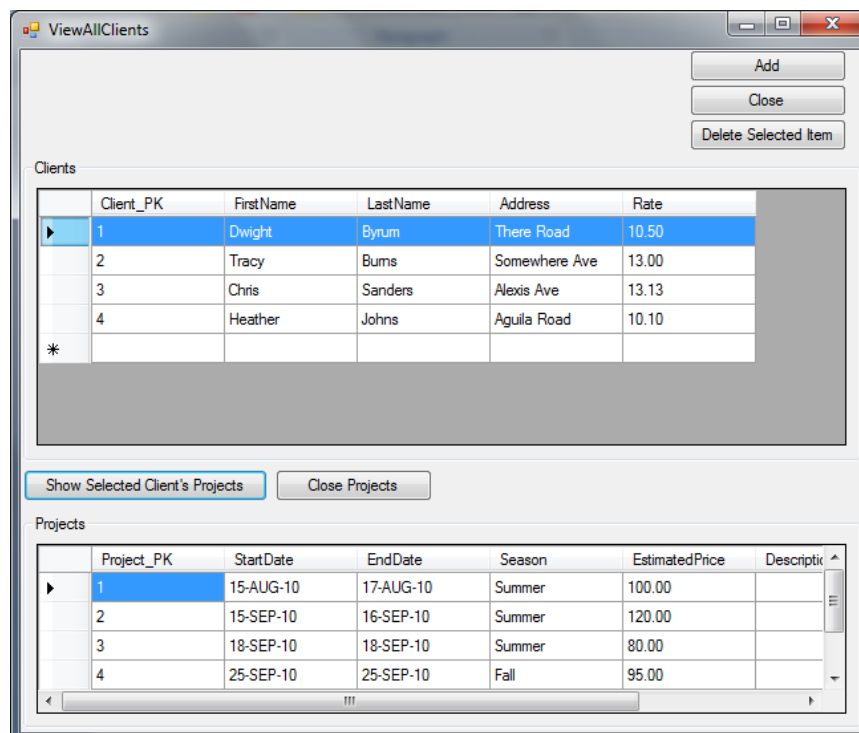 ViewAllClients
Add
Close
Delete Selected Item
Clients
Client_PK FirstName LastName Address Rate
1 Dwight Byrum There Road 10.50
2 Tracy Burns Somewhere Ave 13.00
3 Chris Sanders Alexis Ave 13.13
4 Heather Johns Aguila Road 10.10
Show Selected Client's Projects Close Projects
Projects
Project_PK StartDate EndDate Season EstimatedPrice Descriptic
1 15-AUG-10 17-AUG-10 Summer 100.00
2 15-SEP-10 16-SEP-10 Summer 120.00
3 18-SEP-10 18-SEP-10 Summer 80.00
4 25-SEP-10 25-SEP-10 Fall 95.00